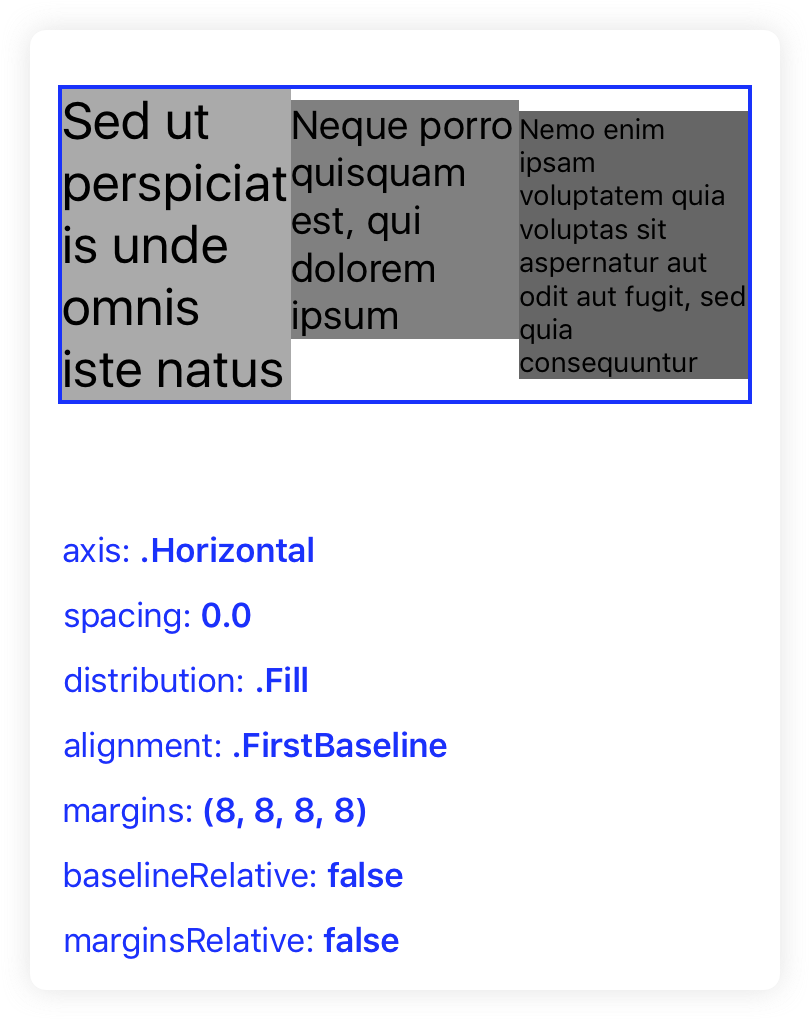 Sed ut
perspiciat
is unde
omnis
iste natus
Neque porro
quisquam
est, qui
dolorem
ipsum
Nemo enim
ipsam
voluptatem quia
voluptas sit
aspernatur aut
odit aut fugit, sed
quia
consequuntur
axis: .Horizontal
spacing: 0.0
distribution: .Fill
alignment: .FirstBaseline
margins: (8, 8, 8, 8)
baselineRelative: false
marginsRelative: false